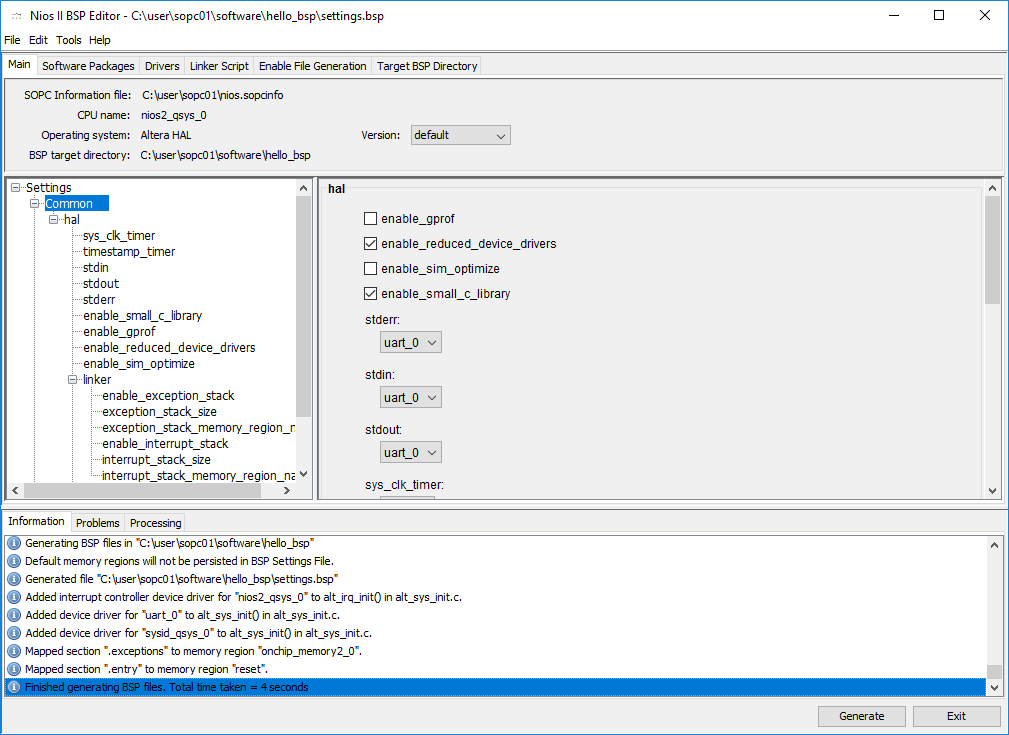 Nios II BSP Editor - C:\user\sopc01\software\hello_bsp\settings.bsp
File Edit Tools Help
Main Software Packages Drivers Linker Script Enable File Generation Target BSP Directory
SOPC Information file: C:\user\sopc01\nios.sopcinfo
CPU name: nios2_qsys_0
Operating system: Altera HAL Version: default
BSP target directory: C:\user\sopc01\software\hello_bsp
Settings
Common
hal
sys_clk_timer
timestamp_timer
stdin
stdout
stderr
enable_small_c_library
enable_gprof
enable_reduced_device_drivers
enable_sim_optimize
linker
enable_exception_stack
exception_stack_size
exception_stack_memory_region_n
enable_interrupt_stack
interrupt_stack_size
interrupt_stack_memory_region_na
hal
enable_gprof
enable_reduced_device_drivers
enable_sim_optimize
enable_small_c_library
stderr:
uart_0
stdin:
uart_0
stdout:
uart_0
sys_clk_timer:
Information Problems Processing
Generating BSP files in "C:\user\sopc01\software\hello_bsp"
Default memory regions will not be persisted in BSP Settings File.
Generated file "C:\user\sopc01\software\hello_bsp\settings.bsp"
Added interrupt controller device driver for "nios2_qsys_0" to alt_irq_init() in alt_sys_init.c.
Added device driver for "uart_0" to alt_sys_init() in alt_sys_init.c.
Added device driver for "sysid_qsys_0" to alt_sys_init() in alt_sys_init.c.
Mapped section ".exceptions" to memory region "onchip_memory2_0".
Mapped section ".entry" to memory region "reset".
Finished generating BSP files. Total time taken = 4 seconds
Generate Exit